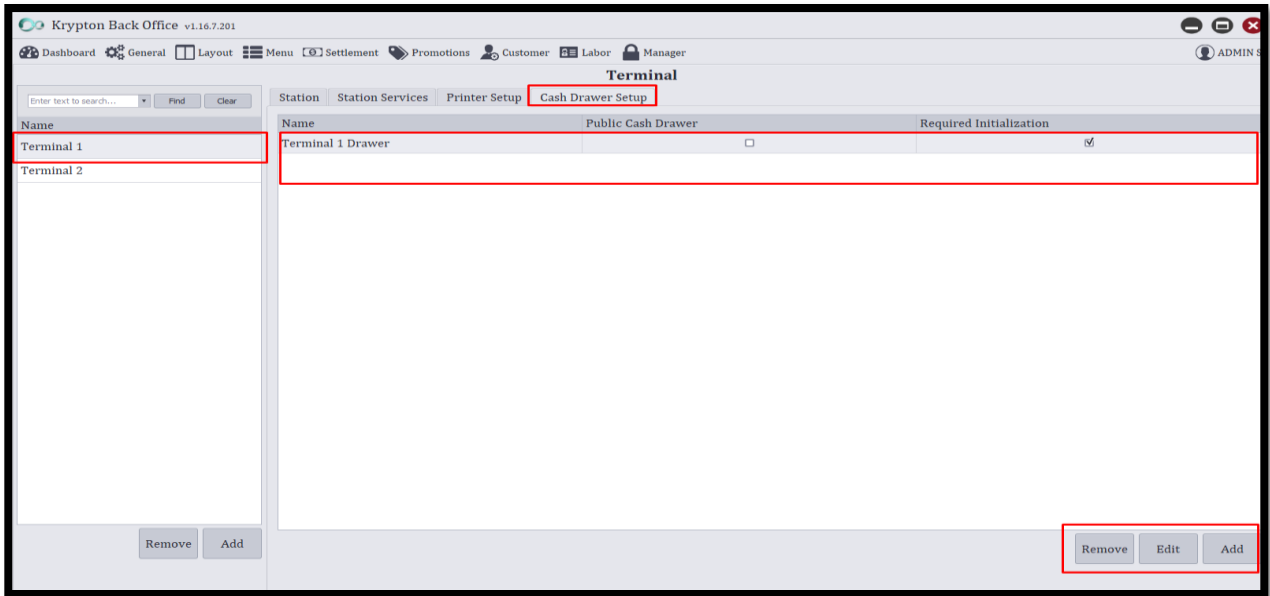 Krypton Back Office v1.16.7.201
Dashboard General Layout Menu Settlement Promotions Customer Labor Manager ADMIN S
Terminal
Enter text to search... Find Clear
Station Station Services Printer Setup Cash Drawer Setup
Name
Name Public Cash Drawer Required Initialization
Terminal 1
Terminal 1 Drawer
Terminal 2
Remove Add
Remove Edit Add